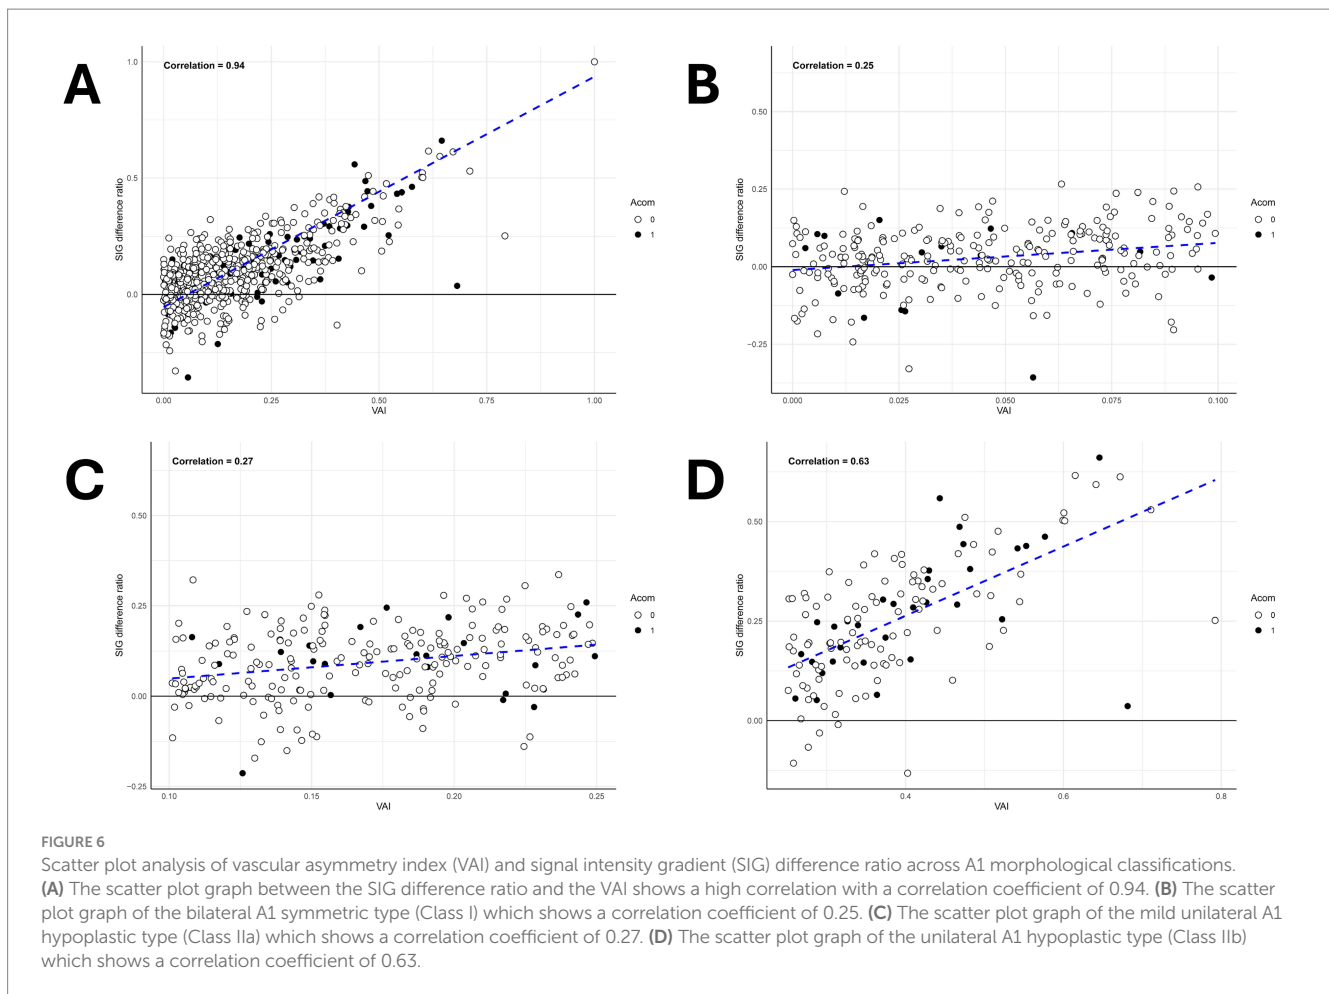 A
Correlation = 0.94
1.0
0.5
0.0
SIG difference ratio
0.00
0.25
0.50
0.75
1.00
VAI
Acom
0
1
B
Correlation = 0.25
0.50
0.25
0.00
−0.25
SIG difference ratio
0.000
0.025
0.050
0.075
0.100
VAI
Acom
0
1
C
Correlation = 0.27
0.50
0.25
0.00
−0.25
SIG difference ratio
0.10
0.15
0.20
0.25
VAI
Acom
0
1
D
Correlation = 0.63
0.50
0.25
0.00
SIG difference ratio
0.4
0.6
0.8
VAI
Acom
0
1
FIGURE 6
Scatter plot analysis of vascular asymmetry index (VAI) and signal intensity gradient (SIG) difference ratio across A1 morphological classifications.
(A) The scatter plot graph between the SIG difference ratio and the VAI shows a high correlation with a correlation coefficient of 0.94. (B) The scatter
plot graph of the bilateral A1 symmetric type (Class I) which shows a correlation coefficient of 0.25. (C) The scatter plot graph of the mild unilateral A1
hypoplastic type (Class IIa) which shows a correlation coefficient of 0.27. (D) The scatter plot graph of the unilateral A1 hypoplastic type (Class IIb)
which shows a correlation coefficient of 0.63.